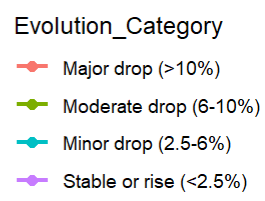 Evolution_Category
Major drop (>10%)
Moderate drop (6-10%)
Minor drop (2.5-6%)
Stable or rise (<2.5%)